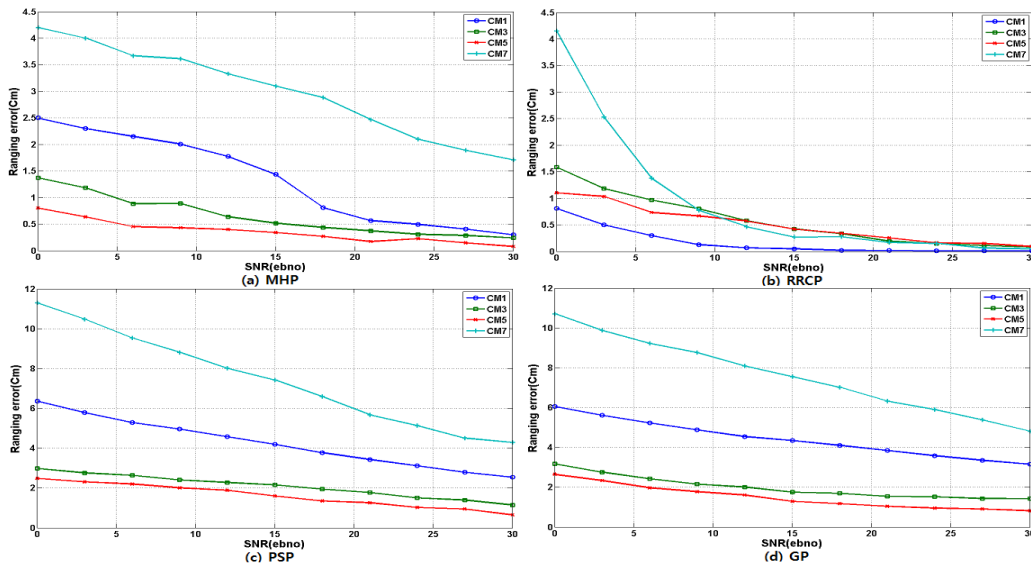 4.5
4
3.5
3
2.5
2
1.5
1
0.5
0
Ranging error(Cm)
0 5 10 15 20 25 30
SNR(ebno)
CM1
CM3
CM5
CM7
(a) MHP
4.5
4
3.5
3
2.5
2
1.5
1
0.5
0
Ranging error(Cm)
0 5 10 15 20 25 30
SNR(ebno)
CM1
CM3
CM5
CM7
(b) RRCP
12
10
8
6
4
2
0
Ranging error(Cm)
0 5 10 15 20 25 30
SNR(ebno)
CM1
CM3
CM5
CM7
(c) PSP
12
10
8
6
4
2
0
Ranging error(Cm)
0 5 10 15 20 25 30
SNR(ebno)
CM1
CM3
CM5
CM7
(d) GP